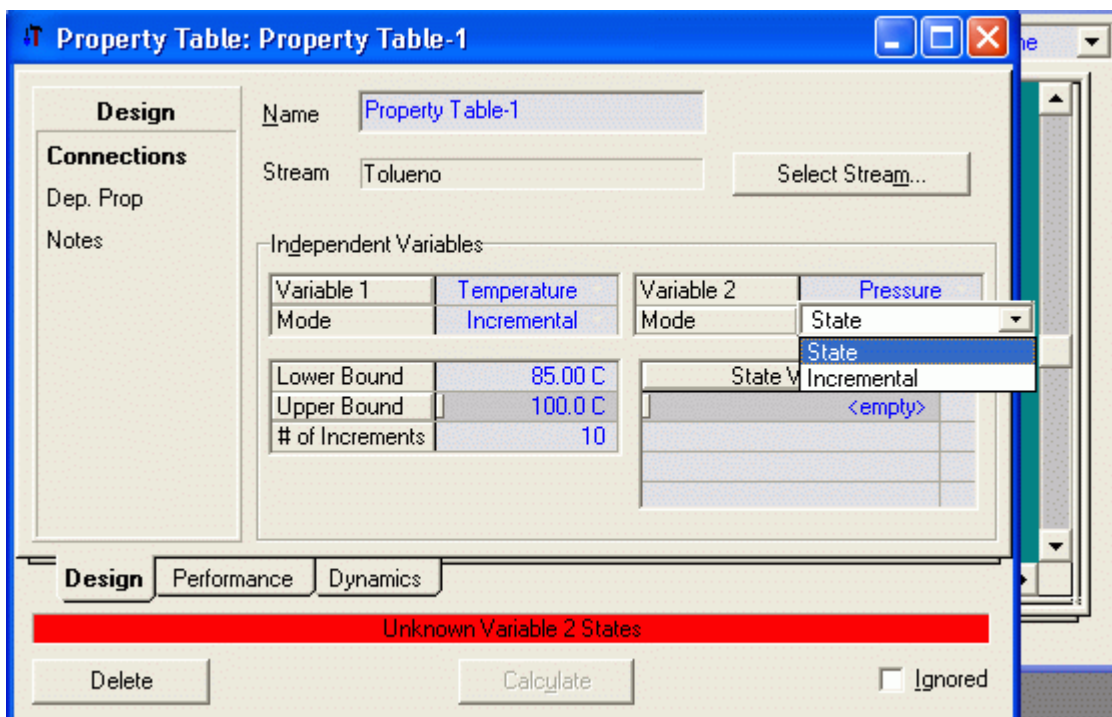 Property Table: Property Table-1
Design
Connections
Dep. Prop
Notes
Name Property Table-1
Stream Tolueno Select Stream...
Independent Variables
Variable 1 Temperature
Mode Incremental
Lower Bound 85.00 C
Upper Bound 100.0 C
# of Increments 10
Variable 2 Pressure
Mode State
State
Incremental
State V
<empty>
Design Performance Dynamics
Unknown Variable 2 States
Delete Calculate Ignored